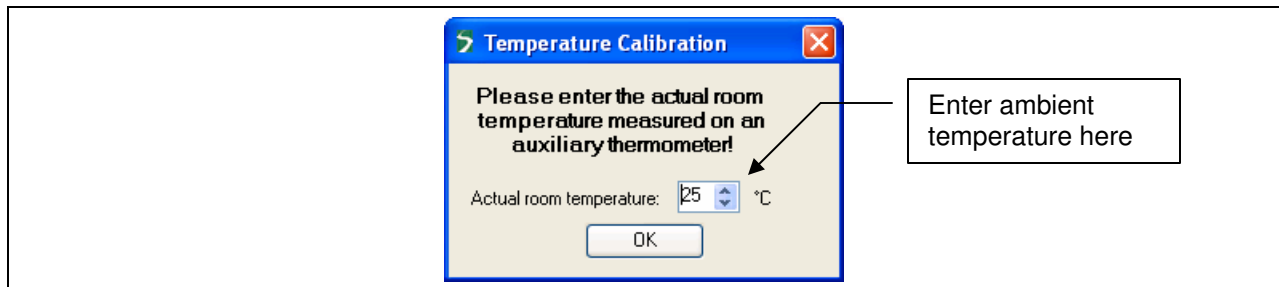 Temperature Calibration
Please enter the actual room
temperature measured on an
auxiliary thermometer!
Actual room temperature: 25 °C
OK
Enter ambient
temperature here